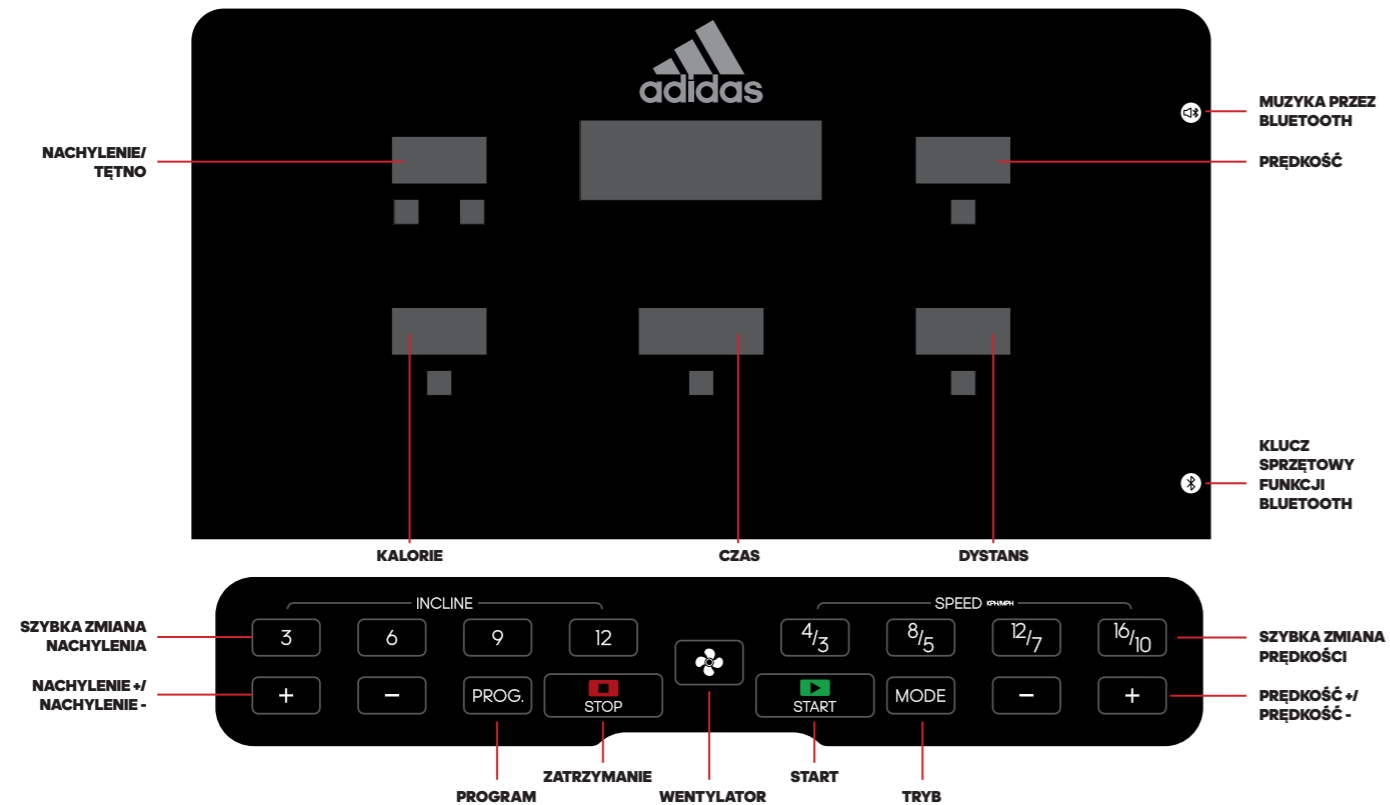 adidas
MUZYKA PRZEZ
BLUETOOTH
NACHYLENIE/
TĘTNO
PRĘDKOŚĆ
KLUCZ
SPRZĘTOWY
FUNKCJI
BLUETOOTH
KALORIE
CZAS
DYSTANS
INCLINE
SPEED KPH/MPH
SZYBKA ZMIANA
NACHYLENIA
3
6
9
12
4/3
8/5
12/7
16/10
SZYBKA ZMIANA
PRĘDKOŚCI
NACHYLENIE +/
NACHYLENIE -
+
−
PROG.
STOP
START
MODE
−
+
PRĘDKOŚĆ +/
PRĘDKOŚĆ -
ZATRZYMANIE
START
PROGRAM
WENTYLATOR
TRYB